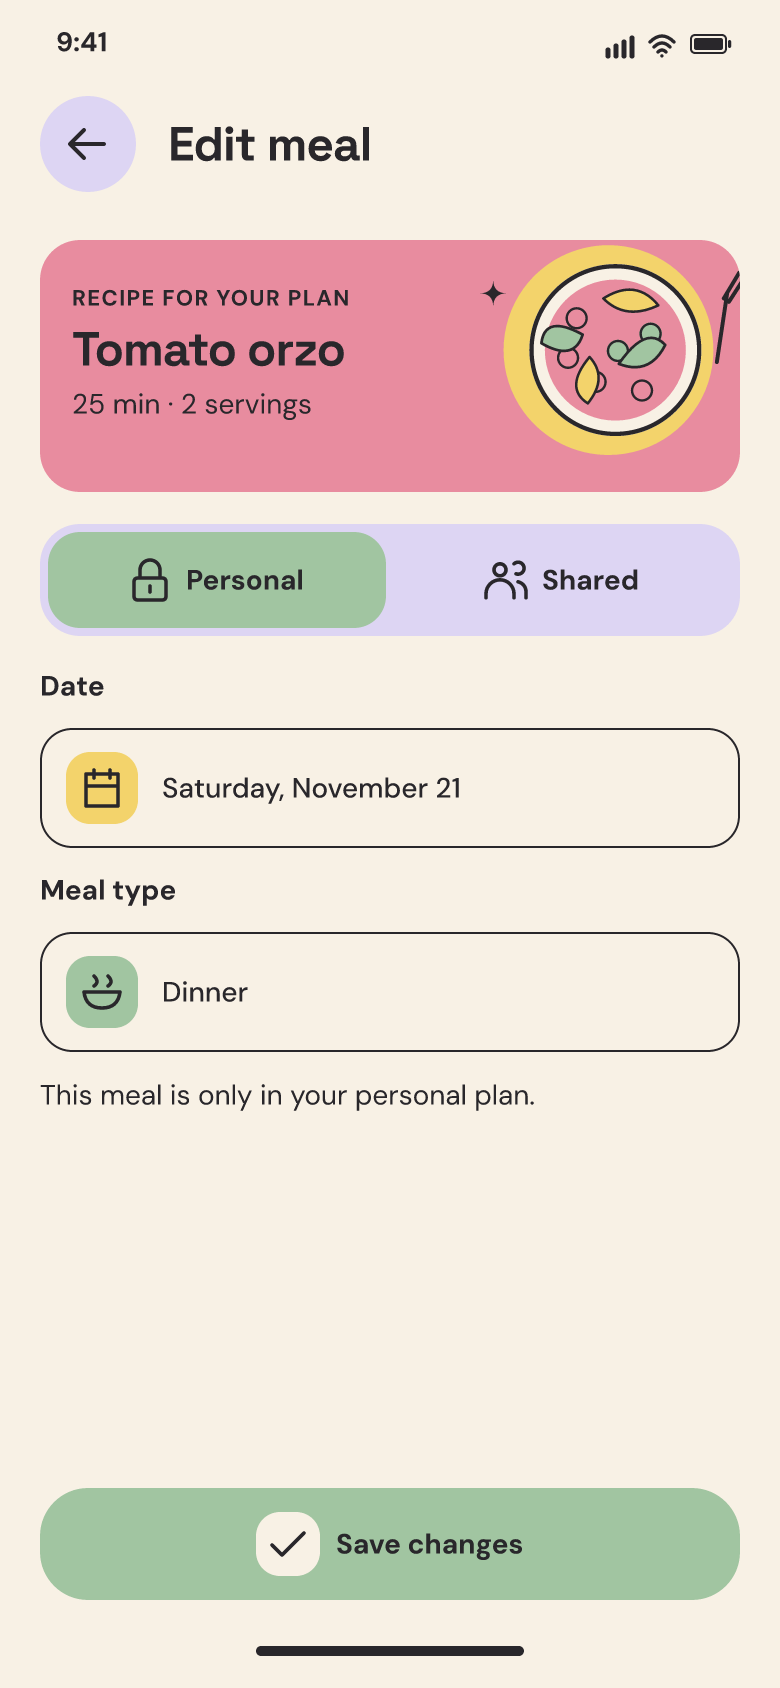 9:41
Edit meal
RECIPE FOR YOUR PLAN
Tomato orzo
25 min · 2 servings
Personal
Shared
Date
Saturday, November 21
Meal type
Dinner
This meal is only in your personal plan.
Save changes